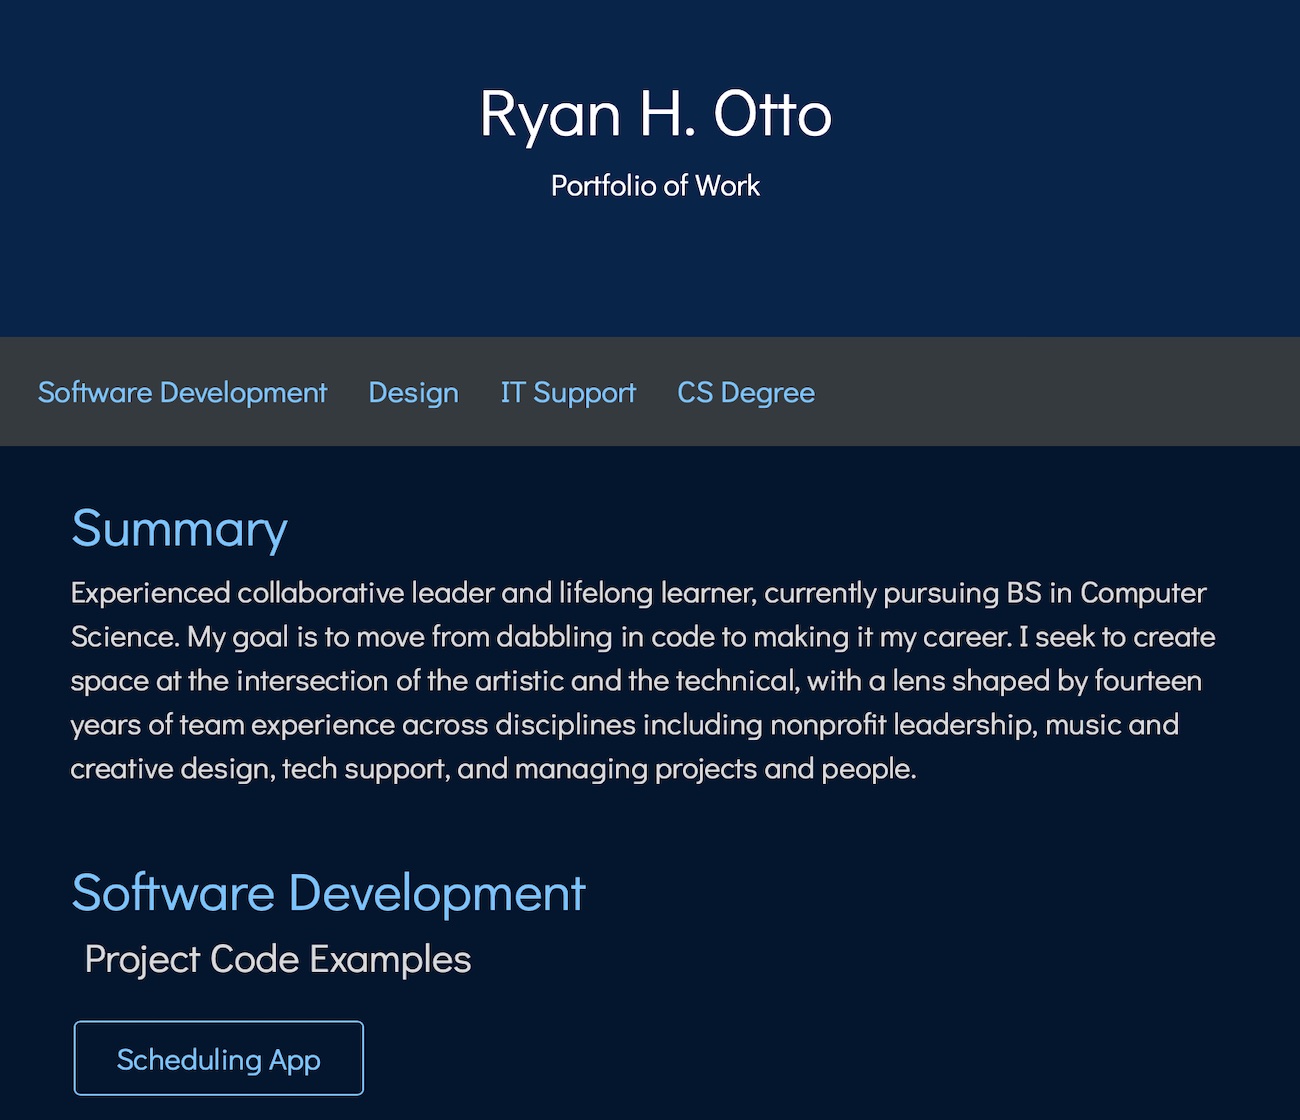 Ryan H. Otto
Portfolio of Work
Software Development Design IT Support CS Degree
Summary
Experienced collaborative leader and lifelong learner, currently pursuing BS in Computer
Science. My goal is to move from dabbling in code to making it my career. I seek to create
space at the intersection of the artistic and the technical, with a lens shaped by fourteen
years of team experience across disciplines including nonprofit leadership, music and
creative design, tech support, and managing projects and people.
Software Development
Project Code Examples
Scheduling App